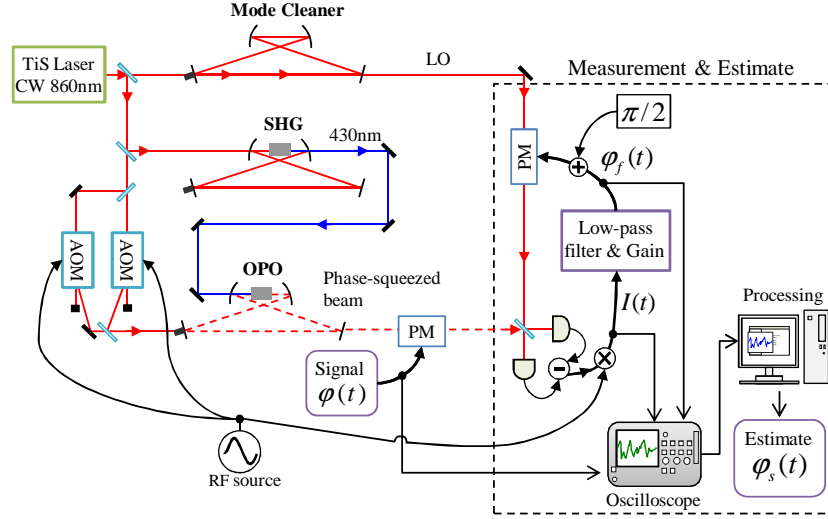 Mode Cleaner
TiS Laser
CW 860nm
LO
Measurement & Estimate
π/2
SHG
430nm
PM
φ_f(t)
AOM
AOM
Low-pass
filter & Gain
OPO
Phase-squeezed
beam
I(t)
Processing
PM
Signal
φ(t)
Estimate
φ_s(t)
RF source
Oscilloscope